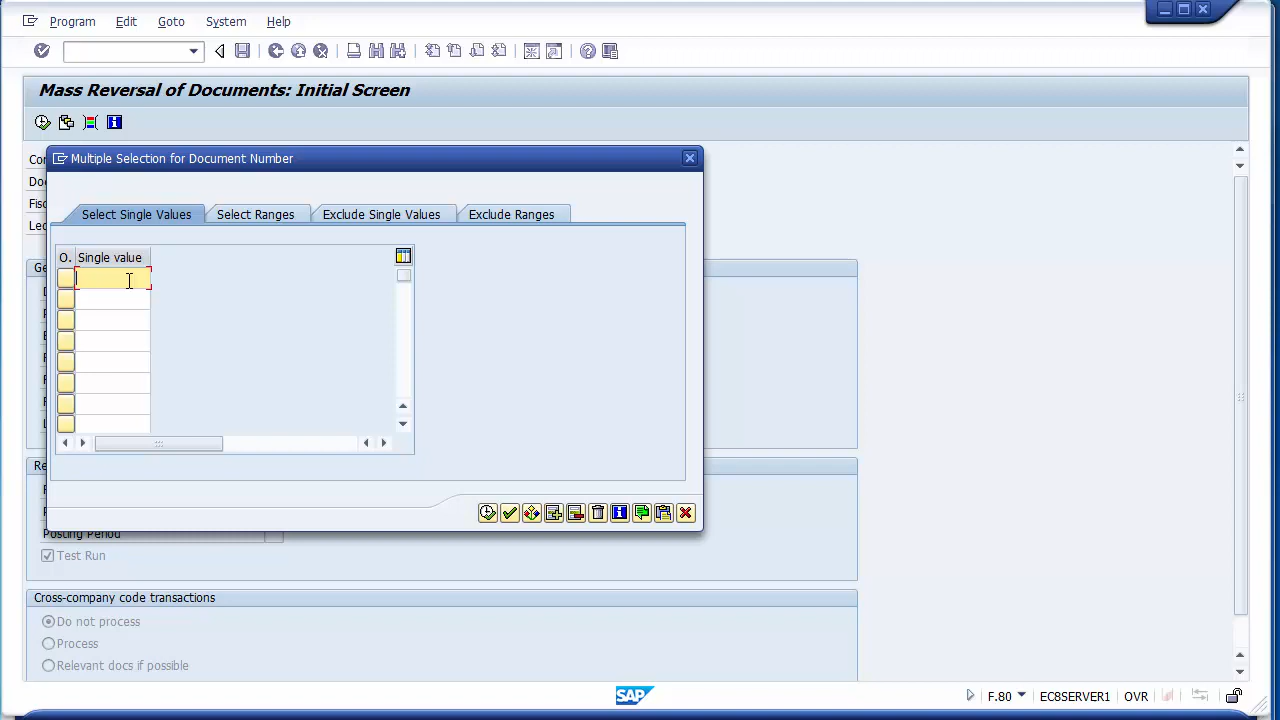 Program Edit Goto System Help
Mass Reversal of Documents: Initial Screen
Multiple Selection for Document Number
Select Single Values Select Ranges Exclude Single Values Exclude Ranges
O. Single value
Posting Period
Test Run
Cross-company code transactions
Do not process
Process
Relevant docs if possible
SAP F.80 EC8SERVER1 OVR